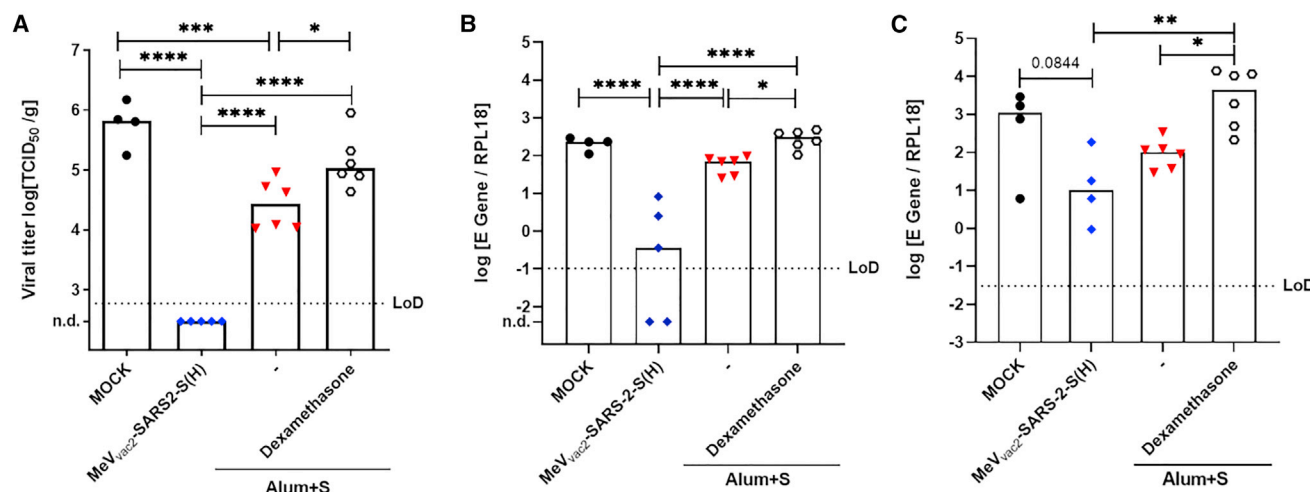 A
Viral titer log[TCID50 /g]
7
6
5
4
3
n.d.
***
*
****
****
****
LoD
MOCK
MeVvac2-SARS2-S(H)
-
Dexamethasone
Alum+S
B
log [E Gene / RPL18]
5
4
3
2
1
0
-1
-2
n.d.
****
****
****
*
LoD
MOCK
MeVvac2-SARS-2-S(H)
-
Dexamethasone
Alum+S
C
log [E Gene / RPL18]
5
4
3
2
1
0
-1
-2
-3
**
0.0844
*
LoD
MOCK
MeVvac2-SARS-2-S(H)
-
Dexamethasone
Alum+S